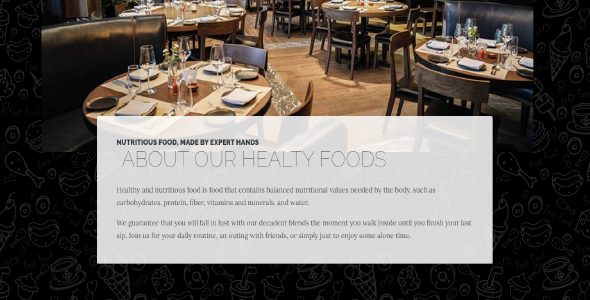 NUTRITIOUS FOOD, MADE BY EXPERT HANDS
ABOUT OUR HEALTY FOODS
Healthy and nutritious food is food that contains balanced nutritional values needed by the body, such as
carbohydrates, protein, fiber, vitamins and minerals, and water.
We guarantee that you will fall in lust with our decadent blends the moment you walk inside until you finish your last
sip. Join us for your daily routine, an outing with friends, or simply just to enjoy some alone time.